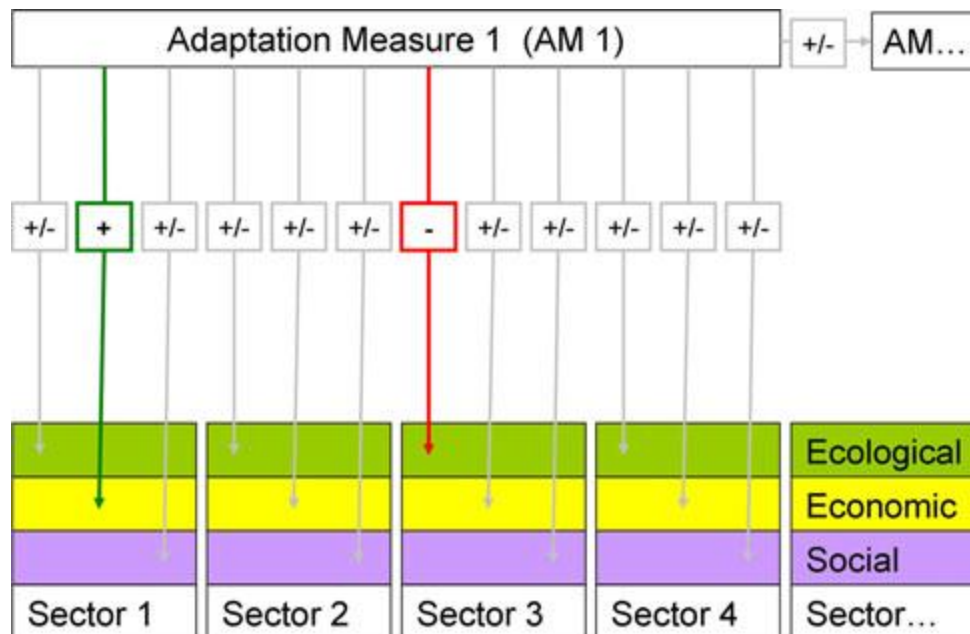 Adaptation Measure 1 (AM 1)
+/-
AM…
+/-
+
+/-
+/-
+/-
+/-
-
+/-
+/-
+/-
+/-
+/-
Ecological
Economic
Social
Sector 1
Sector 2
Sector 3
Sector 4
Sector…